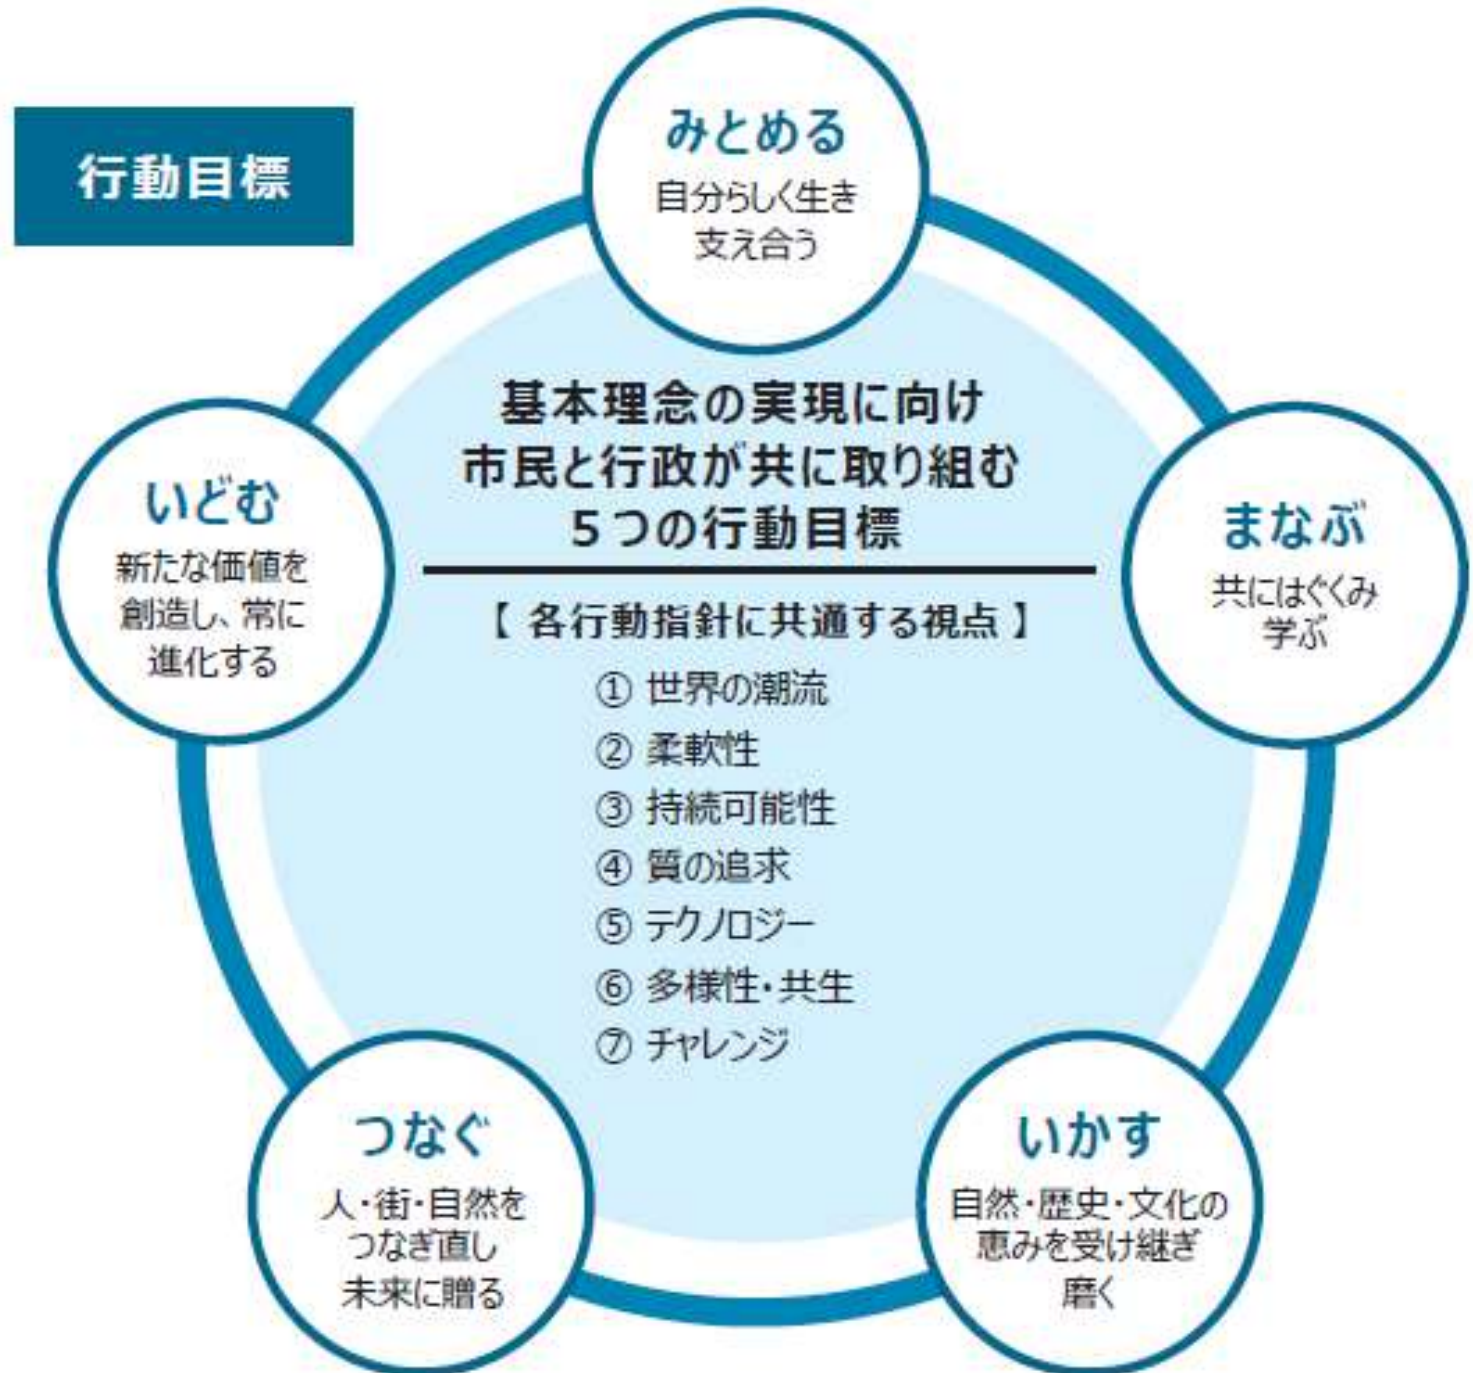 行動目標
みとめる
自分らしく生き
支え合う
基本理念の実現に向け
市民と行政が共に取り組む
5つの行動目標
【 各行動指針に共通する視点 】
① 世界の潮流
② 柔軟性
③ 持続可能性
④ 質の追求
⑤ テクノロジー
⑥ 多様性・共生
⑦ チャレンジ
まなぶ
共にはぐくみ
学ぶ
いかす
自然・歴史・文化の
恵みを受け継ぎ
磨く
つなぐ
人・街・自然を
つなぎ直し
未来に贈る
いどむ
新たな価値を
創造し、常に
進化する